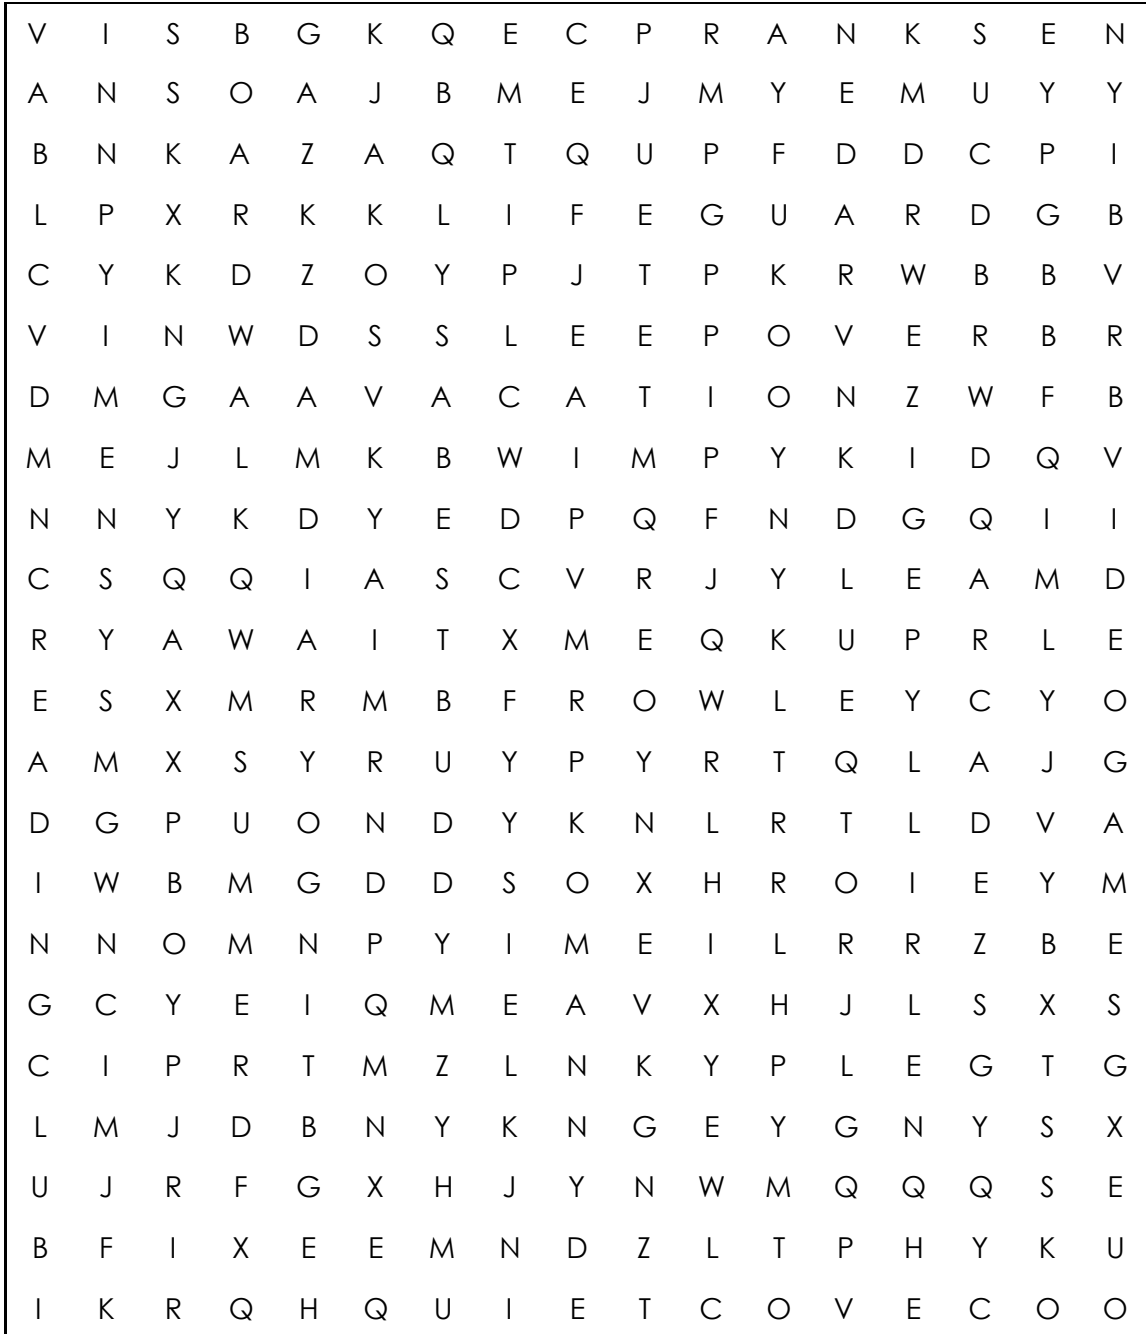 V I S B G K Q E C P R A N K S E N
A N S O A J B M E J M Y E M U Y Y
B N K A Z A Q T Q U P F D D C P I
L P X R K K L I F E G U A R D G B
C Y K D Z O Y P J T P K R W B B V
V I N W D S S L E E P O V E R B R
D M G A A V A C A T I O N Z W F B
M E J L M K B W I M P Y K I D Q V
N N Y K D Y E D P Q F N D G Q I I
C S Q Q I A S C V R J Y L E A M D
R Y A W A I T X M E Q K U P R L E
E S X M R M B F R O W L E Y C Y O
A M X S Y R U Y P Y R T Q L A J G
D G P U O N D Y K N L R T L D V A
I W B M G D D S O X H R O I E Y M
N N O M N P Y I M E I L R R Z B E
G C Y E I Q M E A V X H J L S X S
C I P R T M Z L N K Y P L E G T G
L M J D B N Y K N G E Y G N Y S X
U J R F G X H J Y N W M Q Q Q S E
B F I X E E M N D Z L T P H Y K U
I K R Q H Q U I E T C O V E C O O